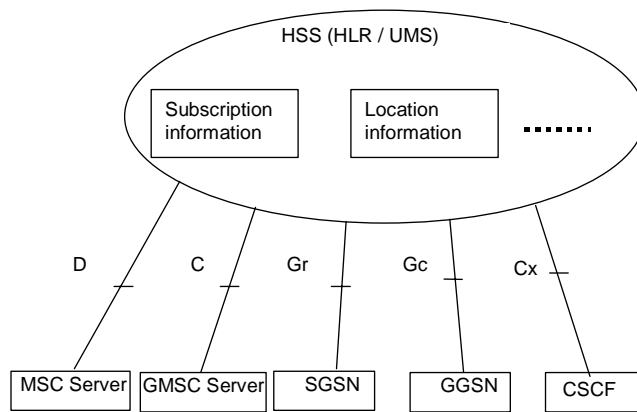 HSS (HLR / UMS)
Subscription
information
Location
information
D
C
Gr
Gc
Cx
MSC Server
GMSC Server
SGSN
GGSN
CSCF